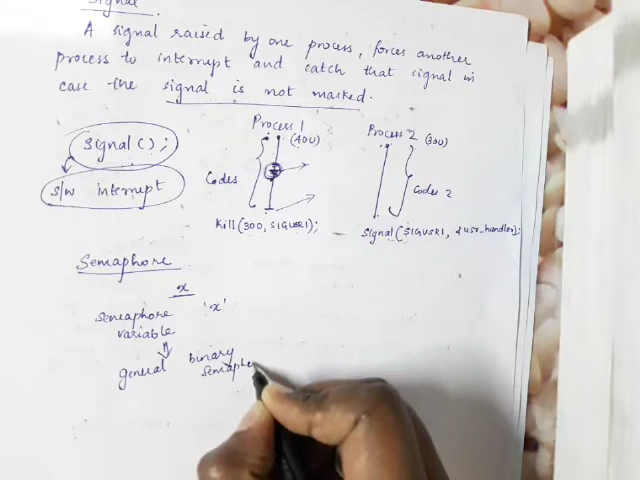 Signal
A signal raised by one process, forces another
process to interrupt and catch that signal in
case the signal is not masked.
Signal();
s/w interrupt
Process 1
(400)
Codes
Kill(300, SIGUSR1);
Process 2 (300)
Codes 2
Signal(SIGUSR1, &usr_handler);
Semaphore
x
semaphore 'x'
variable
general binary
semaphe